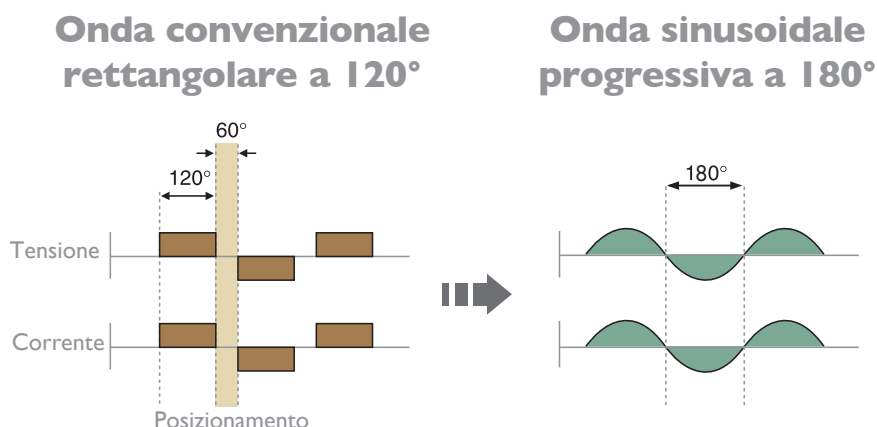 Onda convenzionale
rettangolare a 120°
Onda sinusoidale
progressiva a 180°
60°
120°
180°
Tensione
Corrente
Posizionamento